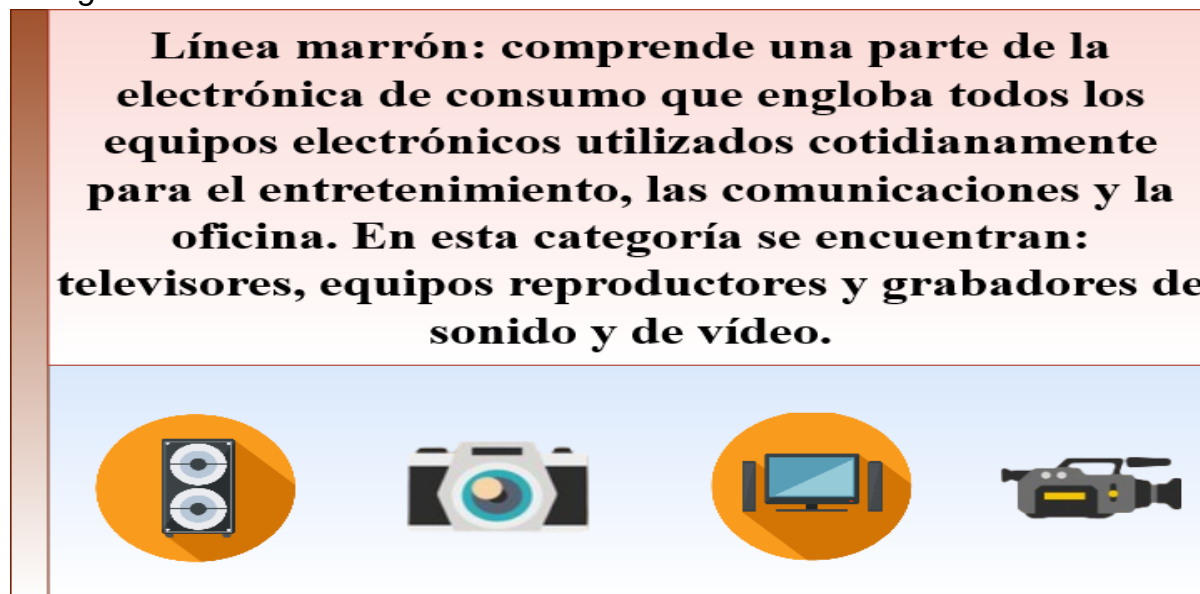 Línea marrón: comprende una parte de la
electrónica de consumo que engloba todos los
equipos electrónicos utilizados cotidianamente
para el entretenimiento, las comunicaciones y la
oficina. En esta categoría se encuentran:
televisores, equipos reproductores y grabadores de
sonido y de vídeo.